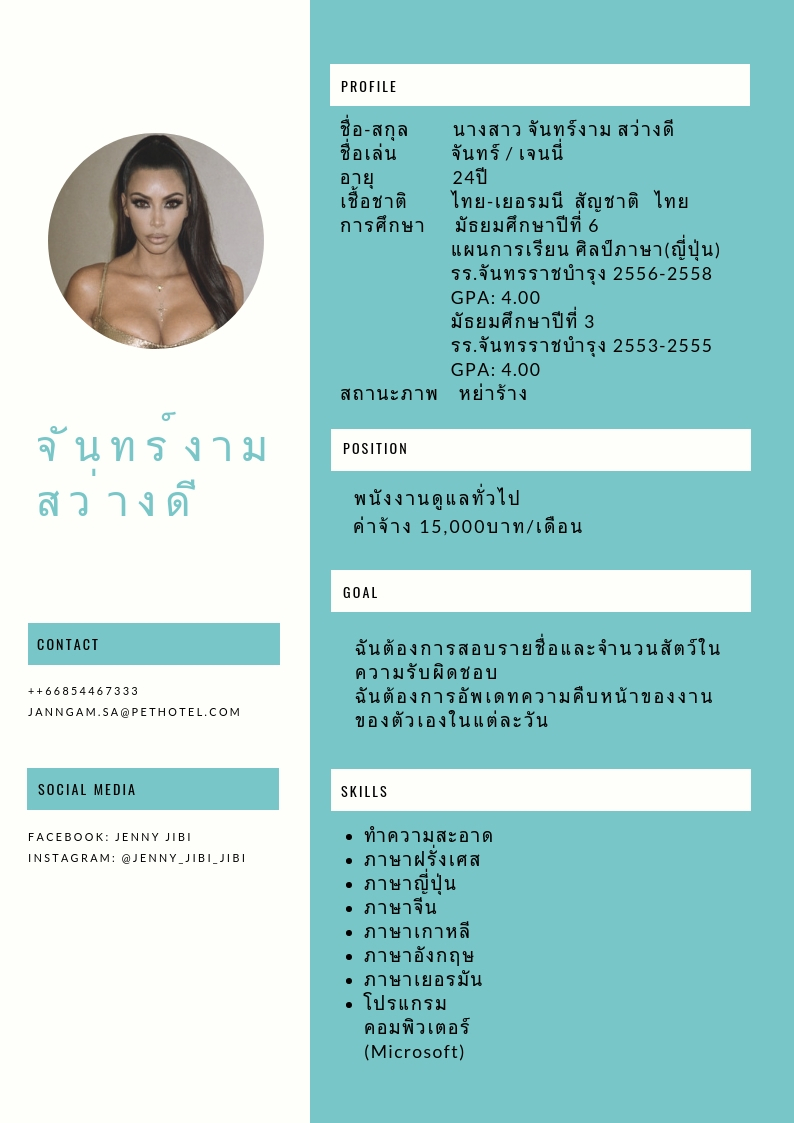 จันทร์งาม
สว่างดี
CONTACT
++66854467333
JANNGAM.SA@PETHOTEL.COM
SOCIAL MEDIA
FACEBOOK: JENNY JIBI
INSTAGRAM: @JENNY_JIBI_JIBI
PROFILE
ชื่อ-สกุล นางสาว จันทร์งาม สว่างดี
ชื่อเล่น จันทร์ / เจนนี่
อายุ 24ปี
เชื้อชาติ ไทย-เยอรมนี สัญชาติ ไทย
การศึกษา มัธยมศึกษาปีที่ 6
แผนการเรียน ศิลป์ภาษา(ญี่ปุ่น)
รร.จันทรราชบำรุง 2556-2558
GPA: 4.00
มัธยมศึกษาปีที่ 3
รร.จันทรราชบำรุง 2553-2555
GPA: 4.00
สถานะภาพ หย่าร้าง
POSITION
พนังงานดูแลทั่วไป
ค่าจ้าง 15,000บาท/เดือน
GOAL
ฉันต้องการสอบรายชื่อและจำนวนสัตว์ใน
ความรับผิดชอบ
ฉันต้องการอัพเดทความคืบหน้าของงาน
ของตัวเองในแต่ละวัน
SKILLS
• ทำความสะอาด
• ภาษาฝรั่งเศส
• ภาษาญี่ปุ่น
• ภาษาจีน
• ภาษาเกาหลี
• ภาษาอังกฤษ
• ภาษาเยอรมัน
• โปรแกรม
คอมพิวเตอร์
(Microsoft)